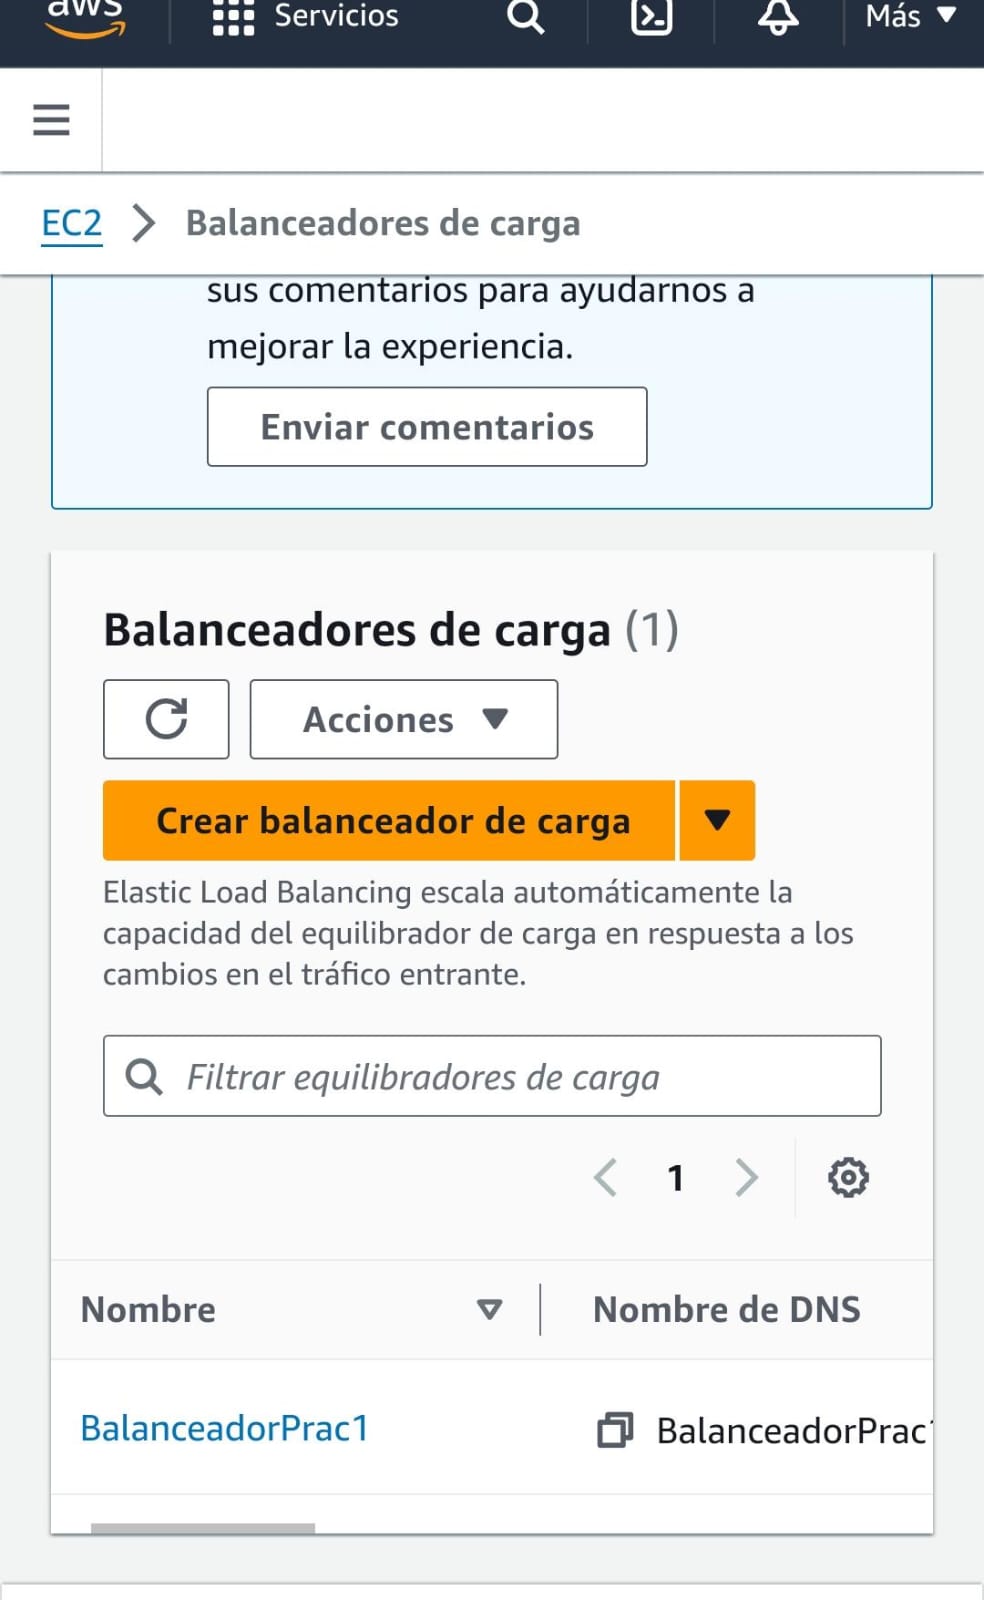 aws
Servicios
Más
EC2
Balanceadores de carga
sus comentarios para ayudarnos a
mejorar la experiencia.
Enviar comentarios
Balanceadores de carga (1)
Acciones
Crear balanceador de carga
Elastic Load Balancing escala automáticamente la
capacidad del equilibrador de carga en respuesta a los
cambios en el tráfico entrante.
Filtrar equilibradores de carga
1
Nombre
Nombre de DNS
BalanceadorPrac1
BalanceadorPrac1